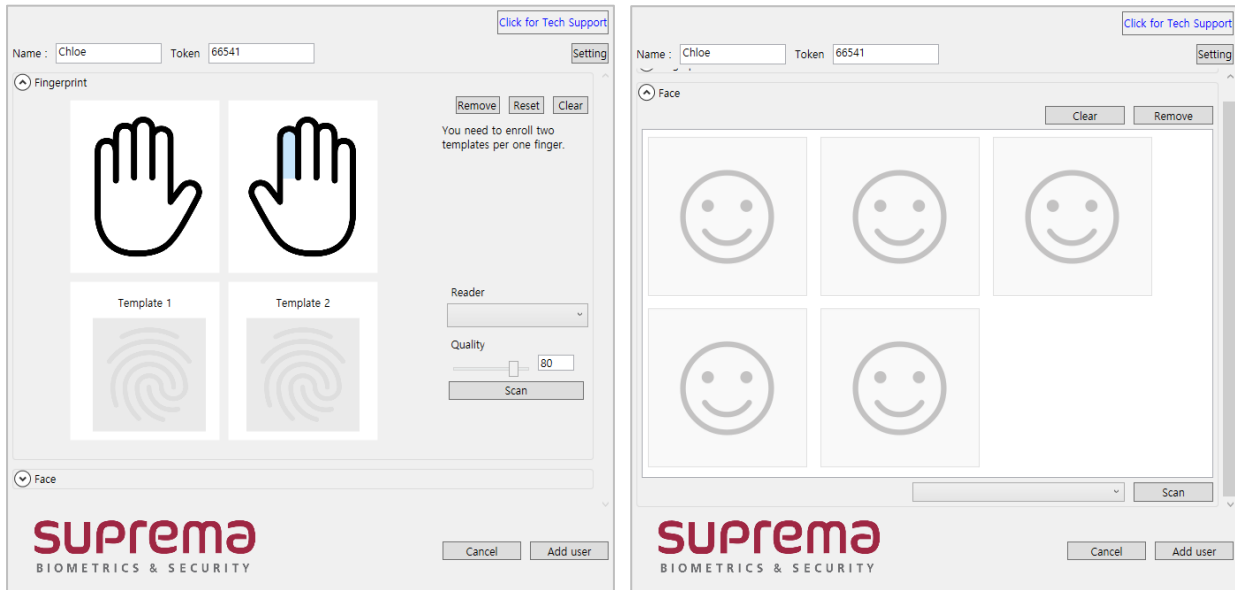 Click for Tech Support
Name : Chloe Token 66541 Setting
Fingerprint
Remove Reset Clear
You need to enroll two
templates per one finger.
Template 1 Template 2
Reader
Quality
80
Scan
Face
suprema
BIOMETRICS & SECURITY
Cancel Add user
Click for Tech Support
Name : Chloe Token 66541 Setting
Face
Clear Remove
Scan
suprema
BIOMETRICS & SECURITY
Cancel Add user